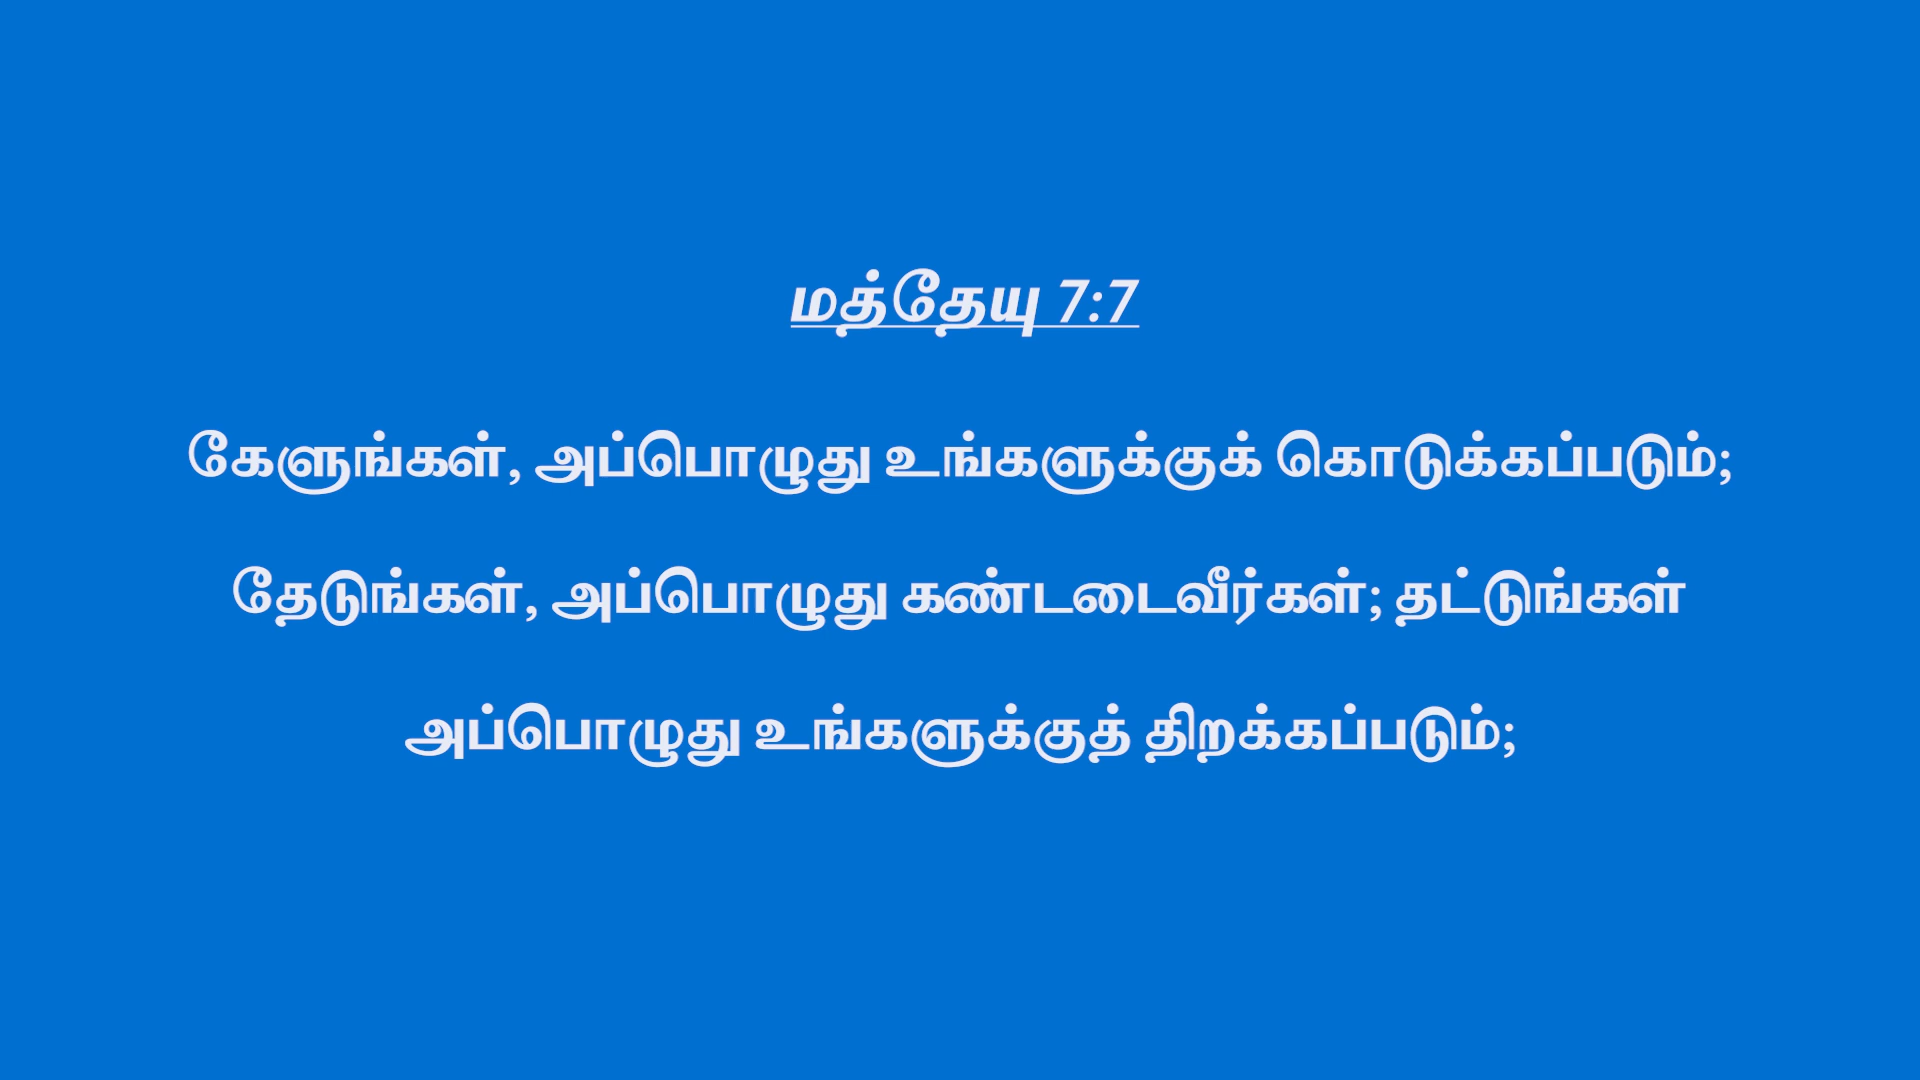 மத்தேயு 7:7
கேளுங்கள், அப்பொழுது உங்களுக்குக் கொடுக்கப்படும்;
தேடுங்கள், அப்பொழுது கண்டடைவீர்கள்; தட்டுங்கள்
அப்பொழுது உங்களுக்குத் திறக்கப்படும்;